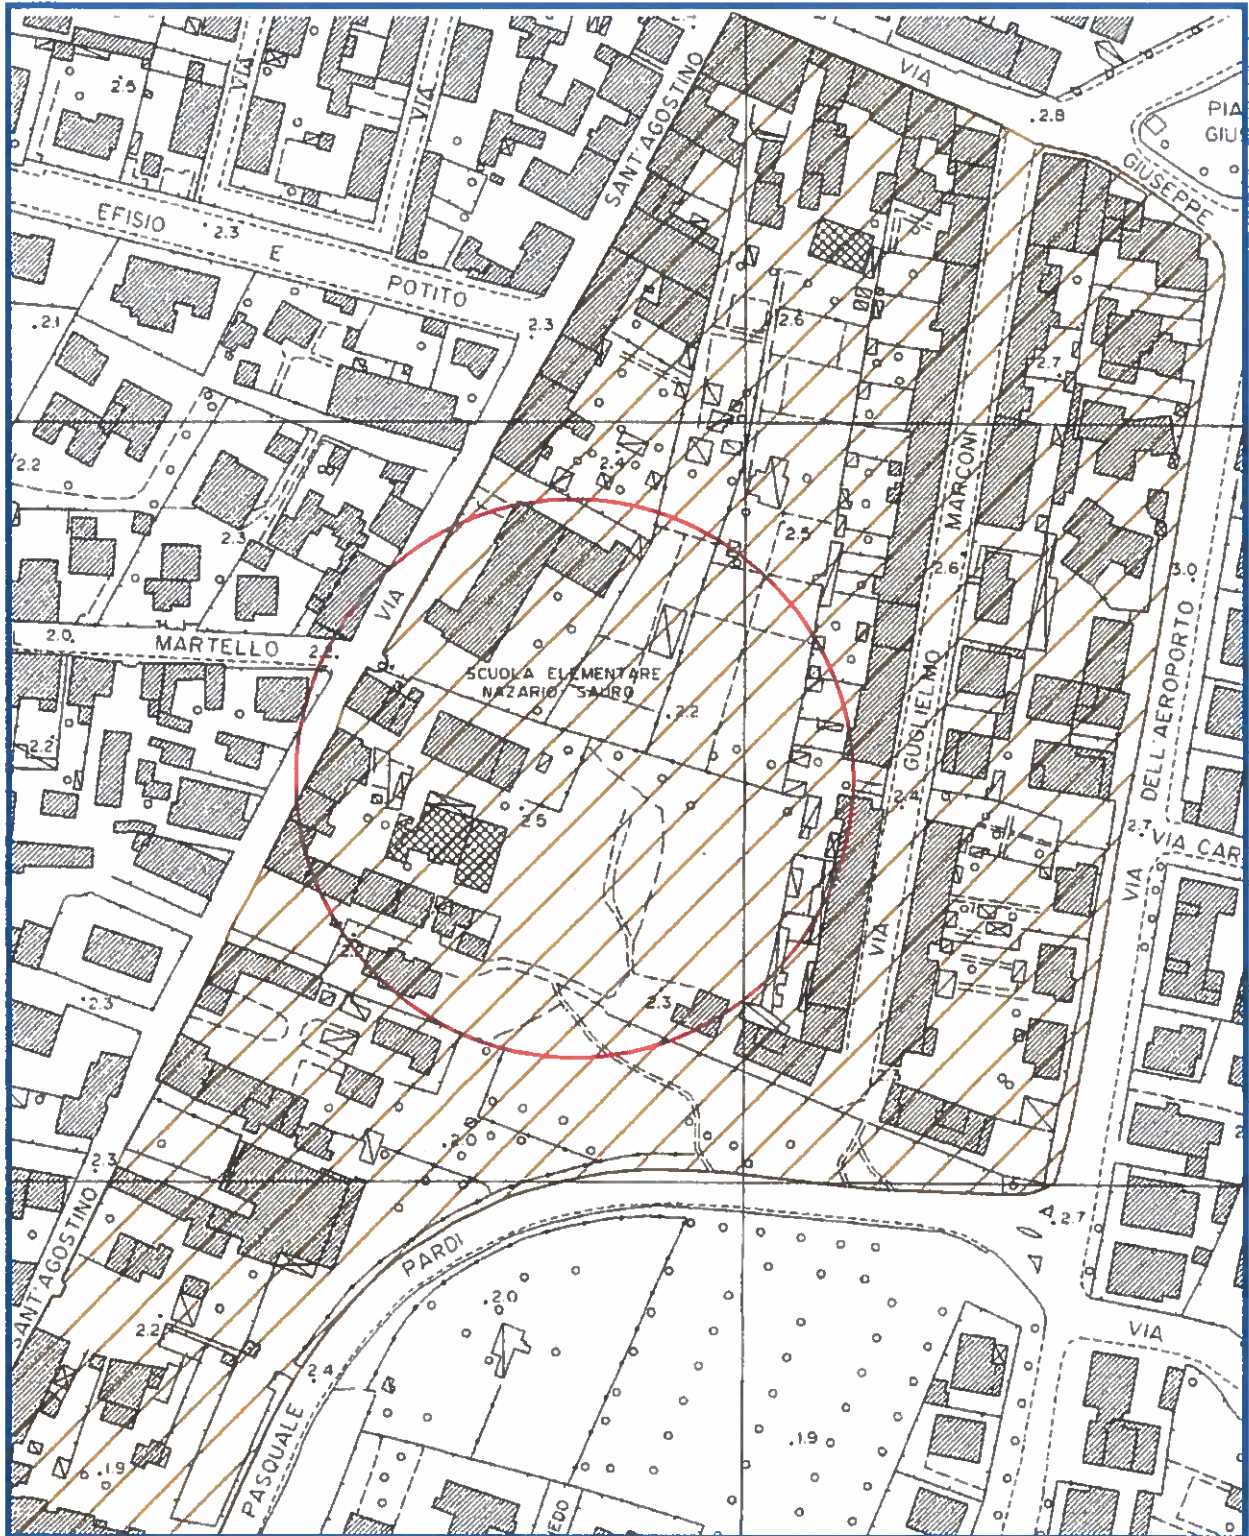 VIA
VIA
VIA
SANT'AGOSTINO
2.5
2.8
PIA
GIUS
GIUSEPPE
EFISIO
2.3
E
POTITO
2.3
2.1
2.6
2.7
MARCONI
2.2
2.4
2.3
2.5
2.6
3.0
VIA
2.0
MARTELLO
2.2
SCUOLA ELEMENTARE
NAZARIO SAURO
2.2
GUGLIELMO
DELL'AEROPORTO
2.2
2.4
2.5
2.7
VIA CAR
VIA
VIA
2.3
2.3
2.3
2.0
2.3
SANT'AGOSTINO
2.7
PARDI
2.0
2.2
VIA
2.4
PASQUALE
1.9
1.9